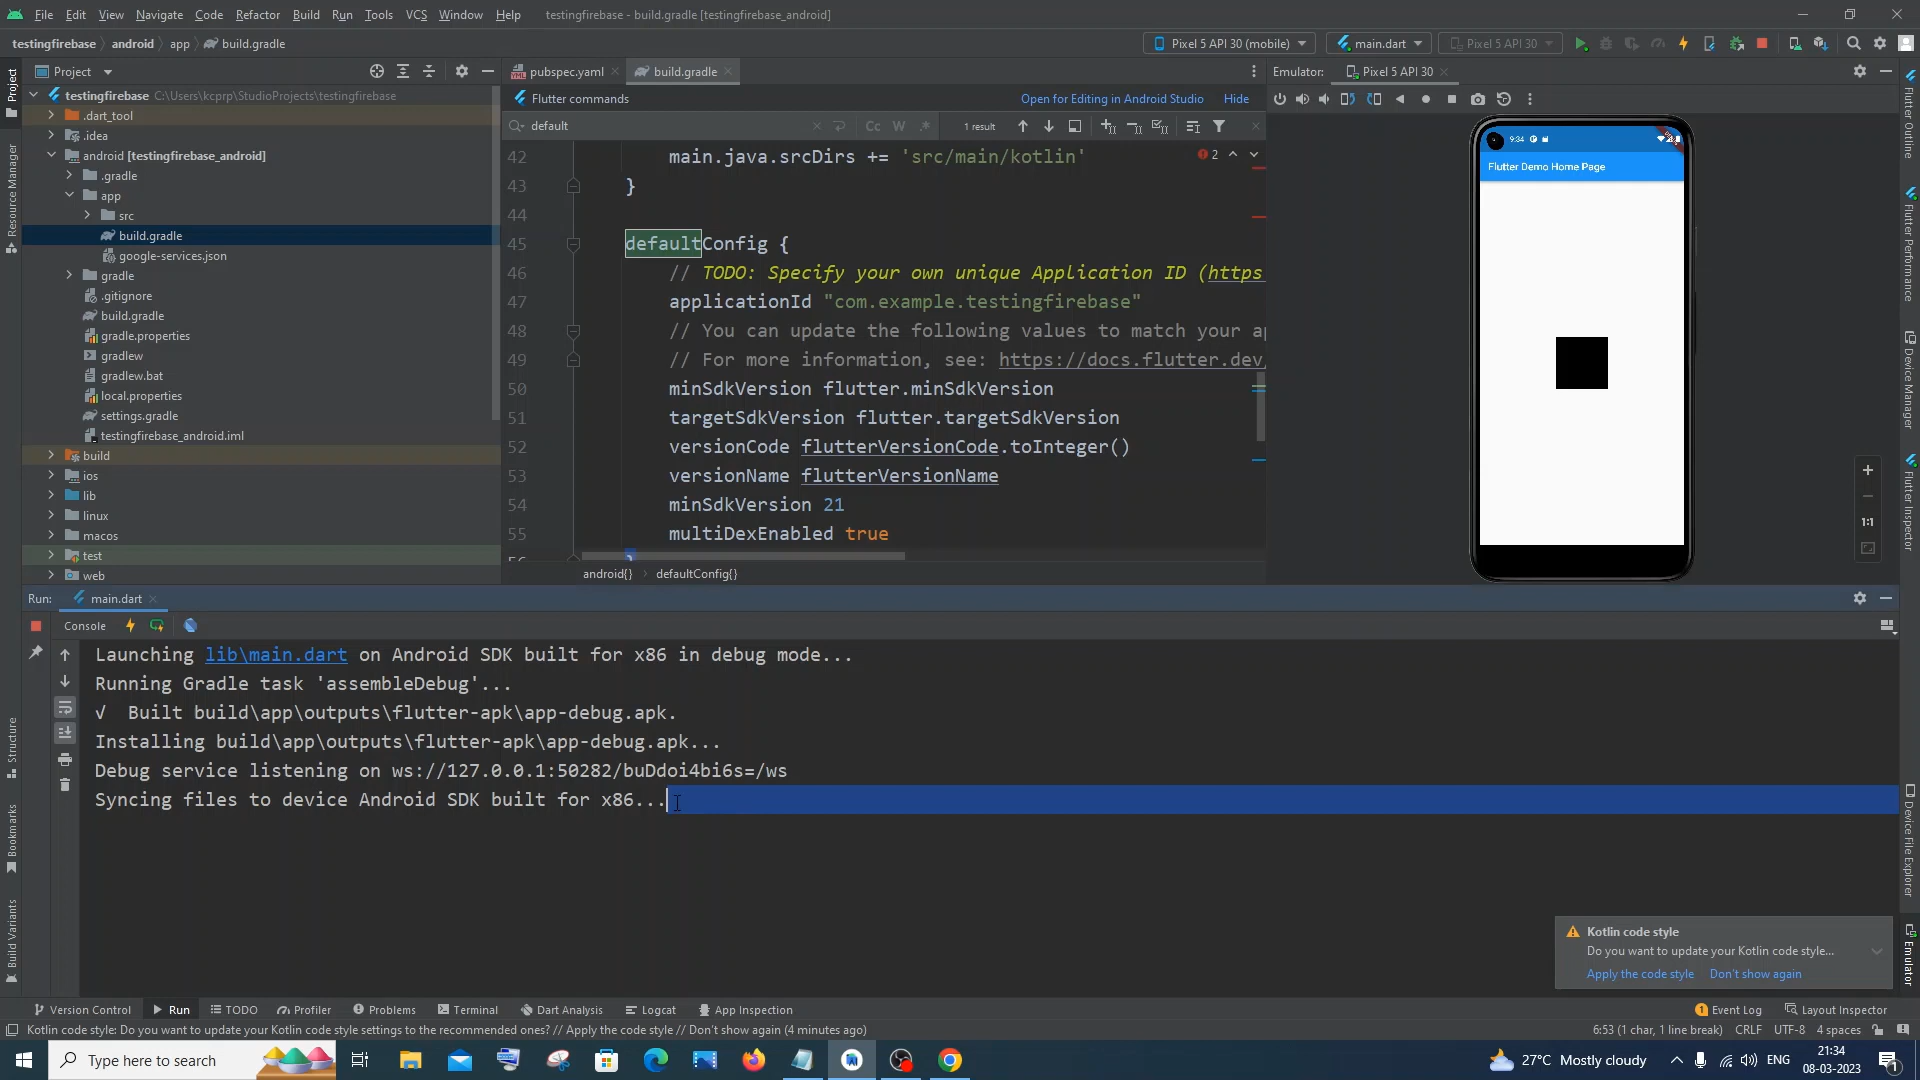 File Edit View Navigate Code Refactor Build Run Tools VCS Window Help testingfirebase - build.gradle [testingfirebase_android]
testingfirebase android app build.gradle
Pixel 5 API 30 (mobile) main.dart Pixel 5 API 30
Project
pubspec.yaml build.gradle
Emulator: Pixel 5 API 30
testingfirebase C:\Users\kcprp\StudioProjects\testingfirebase
.dart_tool
.idea
android [testingfirebase_android]
.gradle
app
src
build.gradle
google-services.json
gradle
.gitignore
build.gradle
gradle.properties
gradlew
gradlew.bat
local.properties
settings.gradle
testingfirebase_android.iml
build
ios
lib
linux
macos
test
web
Flutter commands Open for Editing in Android Studio Hide
default Cc W .* 1 result
2
42 main.java.srcDirs += 'src/main/kotlin'
43 }
44
45 defaultConfig {
46 // TODO: Specify your own unique Application ID (https
47 applicationId "com.example.testingfirebase"
48 // You can update the following values to match your ap
49 // For more information, see: https://docs.flutter.dev/
50 minSdkVersion flutter.minSdkVersion
51 targetSdkVersion flutter.targetSdkVersion
52 versionCode flutterVersionCode.toInteger()
53 versionName flutterVersionName
54 minSdkVersion 21
55 multiDexEnabled true
56 }
android{} defaultConfig{}
9:34
Flutter Demo Home Page
1:1
Run: main.dart
Console
Launching lib\main.dart on Android SDK built for x86 in debug mode...
Running Gradle task 'assembleDebug'...
√ Built build\app\outputs\flutter-apk\app-debug.apk.
Installing build\app\outputs\flutter-apk\app-debug.apk...
Debug service listening on ws://127.0.0.1:50282/buDdoi4bi6s=/ws
Syncing files to device Android SDK built for x86...
Kotlin code style
Do you want to update your Kotlin code style...
Apply the code style Don't show again
Project
Resource Manager
Structure
Bookmarks
Build Variants
Flutter Outline
Flutter Performance
Device Manager
Flutter Inspector
Device File Explorer
Emulator
Version Control Run TODO Profiler Problems Terminal Dart Analysis Logcat App Inspection
1 Event Log Layout Inspector
Kotlin code style: Do you want to update your Kotlin code style settings to the recommended ones? // Apply the code style // Don't show again (4 minutes ago)
6:53 (1 char, 1 line break) CRLF UTF-8 4 spaces
Type here to search
27°C Mostly cloudy ENG
21:34
08-03-2023
1